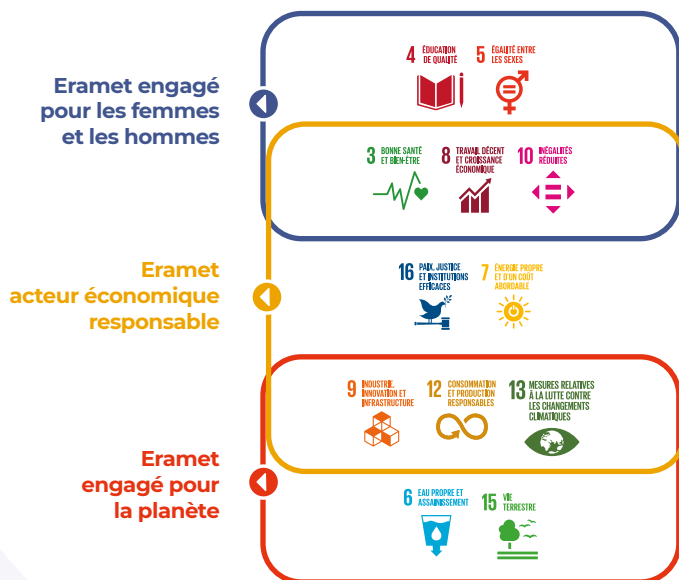 Eramet engagé
pour les femmes
et les hommes
4 ÉDUCATION
DE QUALITÉ
5 ÉGALITÉ ENTRE
LES SEXES
3 BONNE SANTÉ
ET BIEN-ÊTRE
8 TRAVAIL DÉCENT
ET CROISSANCE
ÉCONOMIQUE
10 INÉGALITÉS
RÉDUITES
Eramet
acteur économique
responsable
16 PAIX, JUSTICE
ET INSTITUTIONS
EFFICACES
7 ÉNERGIE PROPRE
ET D'UN COÛT
ABORDABLE
9 INDUSTRIE,
INNOVATION ET
INFRASTRUCTURE
12 CONSOMMATION
ET PRODUCTION
RESPONSABLES
13 MESURES RELATIVES
À LA LUTTE CONTRE
LES CHANGEMENTS
CLIMATIQUES
Eramet
engagé pour
la planète
6 EAU PROPRE ET
ASSAINISSEMENT
15 VIE
TERRESTRE